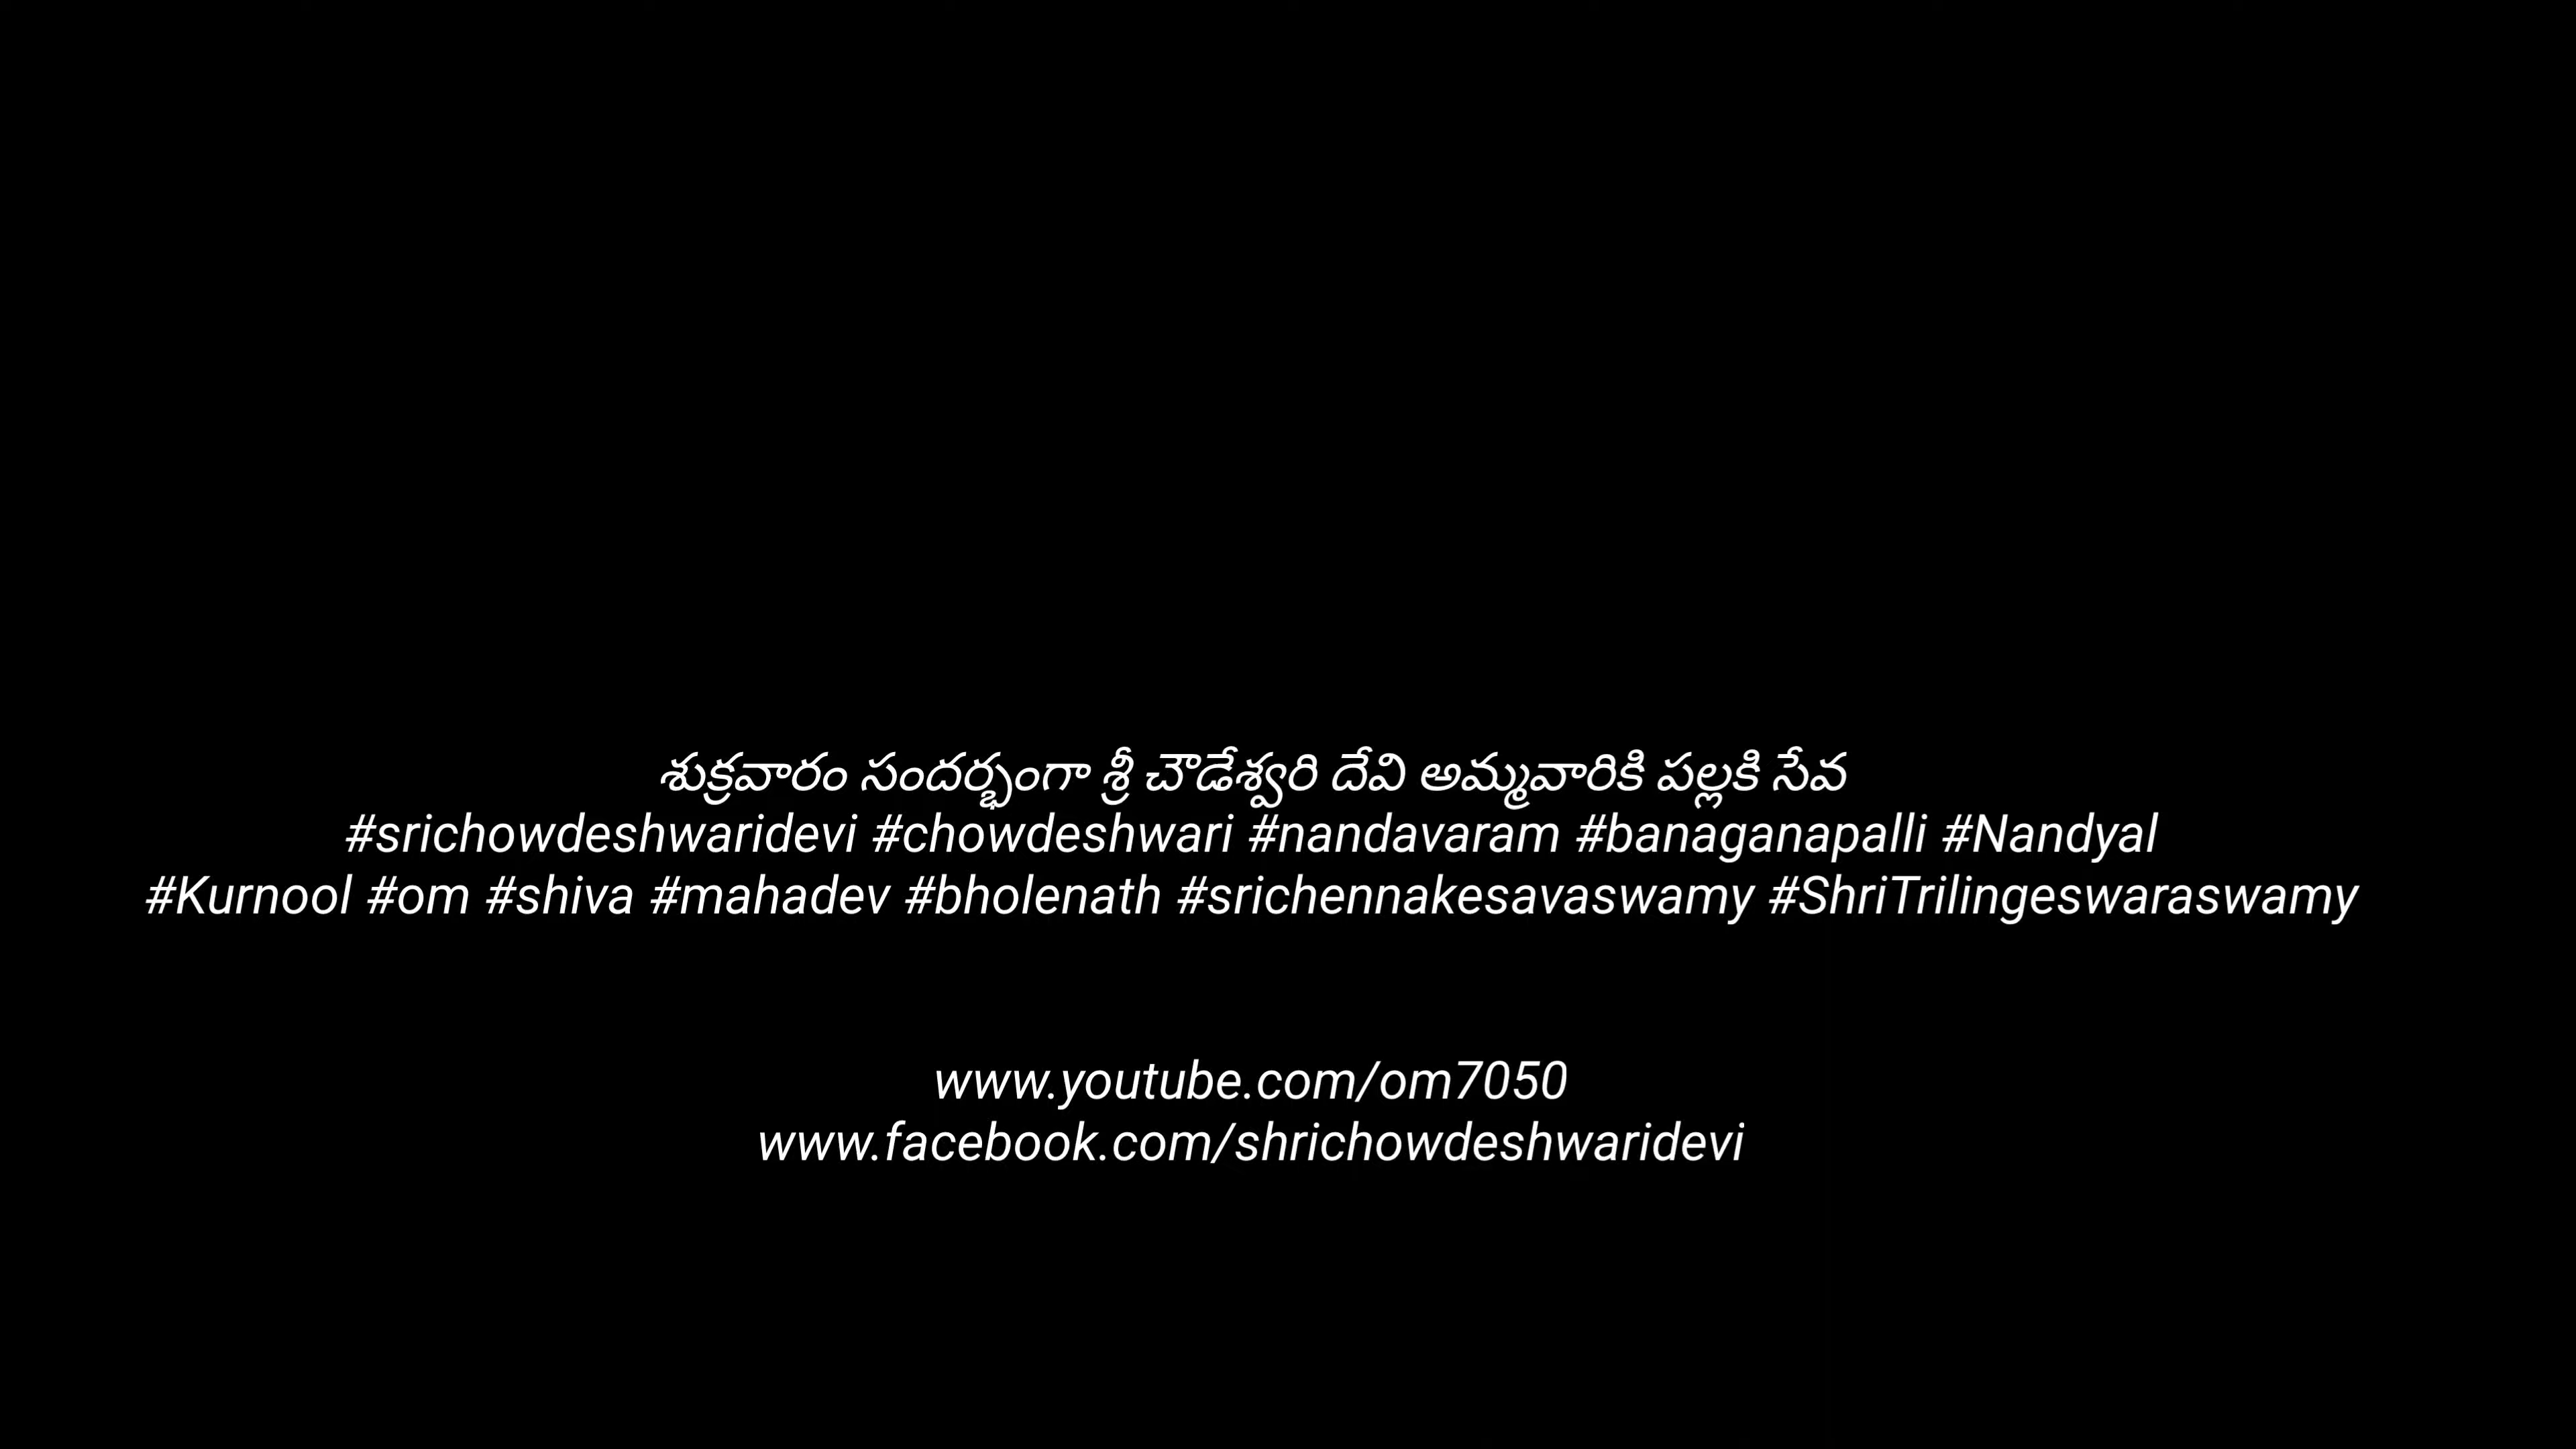 శుక్రవారం సందర్భంగా శ్రీ చౌడేశ్వరి దేవి అమ్మవారికి పల్లకి సేవ
#srichowdeshwaridevi #chowdeshwari #nandavaram #banaganapalli #Nandyal
#Kurnool #om #shiva #mahadev #bholenath #srichennakesavaswamy #ShriTrilingeswaraswamy
www.youtube.com/om7050
www.facebook.com/shrichowdeshwaridevi